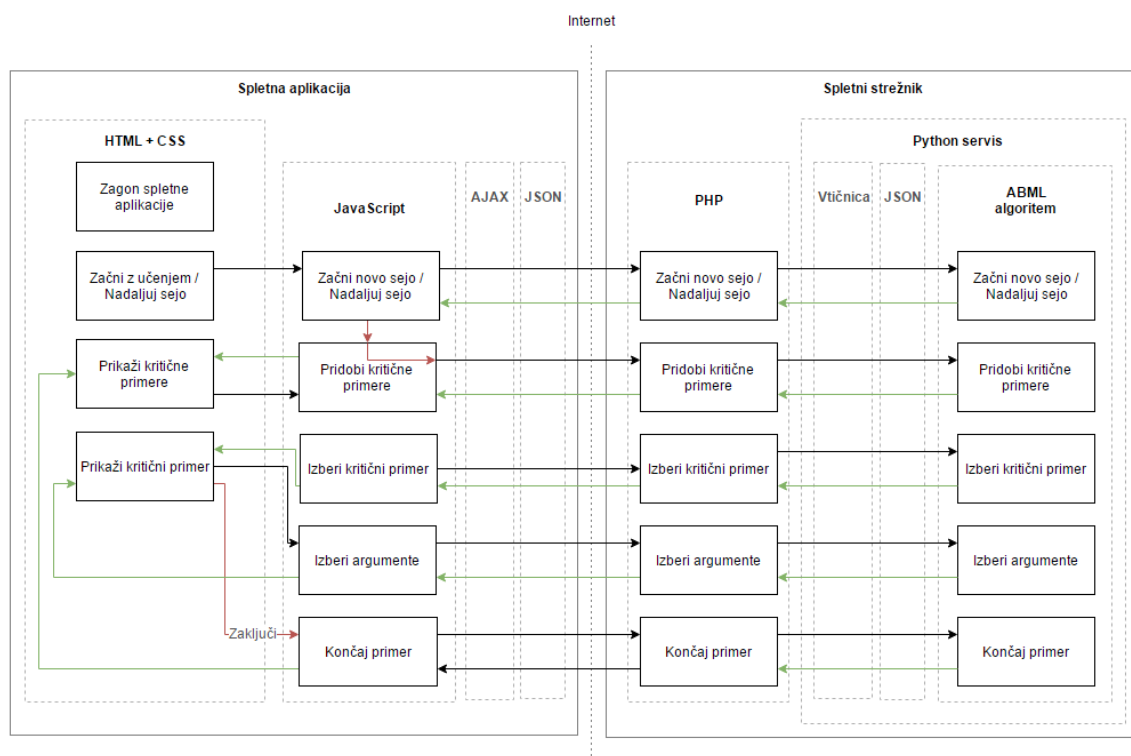 Internet
Spletna aplikacija
Spletni strežnik
HTML + CSS
Python servis
Zagon spletne
aplikacije
JavaScript
AJAX
JSON
PHP
Vtičnica
JSON
ABML
algoritem
Začni z učenjem /
Nadaljuj sejo
Začni novo sejo /
Nadaljuj sejo
Začni novo sejo /
Nadaljuj sejo
Začni novo sejo /
Nadaljuj sejo
Prikaži kritične
primere
Pridobi kritične
primere
Pridobi kritične
primere
Pridobi kritične
primere
Prikaži kritični primer
Izberi kritični primer
Izberi kritični primer
Izberi kritični primer
Izberi argumente
Izberi argumente
Izberi argumente
Zaključi
Končaj primer
Končaj primer
Končaj primer